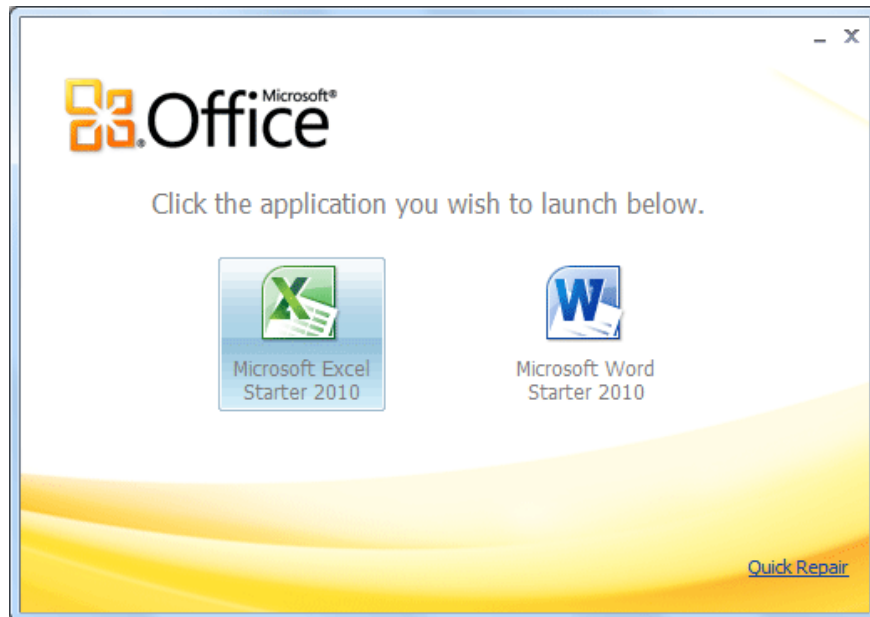 Microsoft®
Office
Click the application you wish to launch below.
Microsoft Excel
Starter 2010
Microsoft Word
Starter 2010
Quick Repair